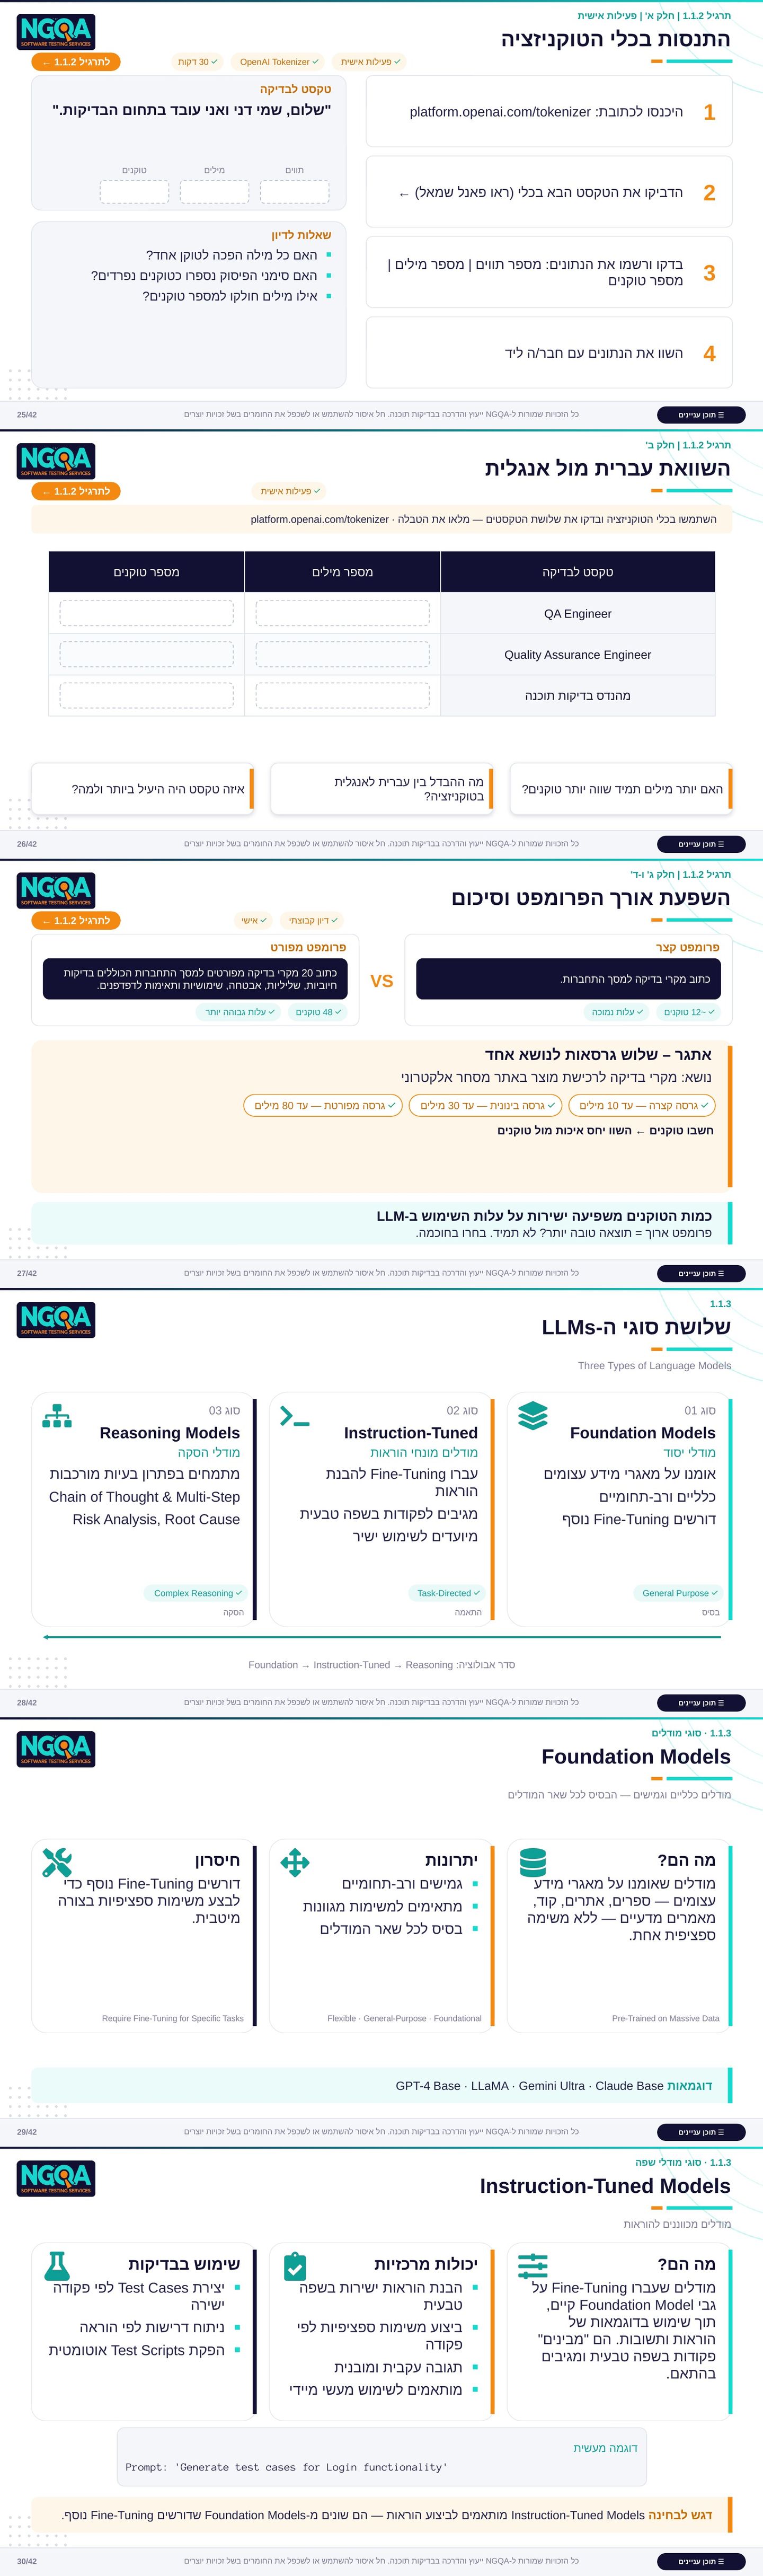 תרגיל 1.1.2 | חלק א' | פעילות אישית
התנסות בכלי הטוקניזציה
NGQA
SOFTWARE TESTING SERVICES
לתרגיל 1.1.2 ←
✓ פעילות אישית
✓ OpenAI Tokenizer
✓ 30 דקות
1
היכנסו לכתובת: platform.openai.com/tokenizer
2
הדביקו את הטקסט הבא בכלי (ראו פאנל שמאל) ←
3
בדקו ורשמו את הנתונים: מספר תווים | מספר מילים |
מספר טוקנים
4
השוו את הנתונים עם חבר/ה ליד
טקסט לבדיקה
"שלום, שמי דני ואני עובד בתחום הבדיקות."
תווים
מילים
טוקנים
שאלות לדיון
האם כל מילה הפכה לטוקן אחד?
האם סימני הפיסוק נספרו כטוקנים נפרדים?
אילו מילים חולקו למספר טוקנים?
☰ תוכן עניינים
כל הזכויות שמורות ל-NGQA ייעוץ והדרכה בבדיקות תוכנה. חל איסור להשתמש או לשכפל את החומרים בשל זכויות יוצרים
25/42
תרגיל 1.1.2 | חלק ב'
השוואת עברית מול אנגלית
NGQA
SOFTWARE TESTING SERVICES
לתרגיל 1.1.2 ←
✓ פעילות אישית
השתמשו בכלי הטוקניזציה ובדקו את שלושת הטקסטים — מלאו את הטבלה · platform.openai.com/tokenizer
טקסט לבדיקה
מספר מילים
מספר טוקנים
QA Engineer
Quality Assurance Engineer
מהנדס בדיקות תוכנה
האם יותר מילים תמיד שווה יותר טוקנים?
מה ההבדל בין עברית לאנגלית
בטוקניזציה?
איזה טקסט היה היעיל ביותר ולמה?
☰ תוכן עניינים
כל הזכויות שמורות ל-NGQA ייעוץ והדרכה בבדיקות תוכנה. חל איסור להשתמש או לשכפל את החומרים בשל זכויות יוצרים
26/42
תרגיל 1.1.2 | חלק ג' ו-ד'
השפעת אורך הפרומפט וסיכום
NGQA
SOFTWARE TESTING SERVICES
לתרגיל 1.1.2 ←
✓ דיון קבוצתי
✓ אישי
פרומפט קצר
כתוב מקרי בדיקה למסך התחברות.
✓ ~12 טוקנים
✓ עלות נמוכה
VS
פרומפט מפורט
כתוב 20 מקרי בדיקה מפורטים למסך התחברות הכוללים בדיקות
חיוביות, שליליות, אבטחה, שימושיות ותאימות לדפדפנים.
✓ 48 טוקנים
✓ עלות גבוהה יותר
אתגר – שלוש גרסאות לנושא אחד
נושא: מקרי בדיקה לרכישת מוצר באתר מסחר אלקטרוני
✓ גרסה קצרה — עד 10 מילים
✓ גרסה בינונית — עד 30 מילים
✓ גרסה מפורטת — עד 80 מילים
חשבו טוקנים ← השוו יחס איכות מול טוקנים
כמות הטוקנים משפיעה ישירות על עלות השימוש ב-LLM
פרומפט ארוך = תוצאה טובה יותר? לא תמיד. בחרו בחוכמה.
☰ תוכן עניינים
כל הזכויות שמורות ל-NGQA ייעוץ והדרכה בבדיקות תוכנה. חל איסור להשתמש או לשכפל את החומרים בשל זכויות יוצרים
27/42
1.1.3
שלושת סוגי ה-LLMs
NGQA
SOFTWARE TESTING SERVICES
Three Types of Language Models
סוג 01
Foundation Models
מודלי יסוד
אומנו על מאגרי מידע עצומים
כלליים ורב-תחומיים
דורשים Fine-Tuning נוסף
✓ General Purpose
בסיס
סוג 02
Instruction-Tuned
מודלים מונחי הוראות
עברו Fine-Tuning להבנת
הוראות
מגיבים לפקודות בשפה טבעית
מיועדים לשימוש ישיר
✓ Task-Directed
התאמה
סוג 03
Reasoning Models
מודלי הסקה
מתמחים בפתרון בעיות מורכבות
Chain of Thought & Multi-Step
Risk Analysis, Root Cause
✓ Complex Reasoning
הסקה
סדר אבולוציה: Foundation → Instruction-Tuned → Reasoning
☰ תוכן עניינים
כל הזכויות שמורות ל-NGQA ייעוץ והדרכה בבדיקות תוכנה. חל איסור להשתמש או לשכפל את החומרים בשל זכויות יוצרים
28/42
1.1.3 · סוגי מודלים
Foundation Models
NGQA
SOFTWARE TESTING SERVICES
מודלים כלליים וגמישים — הבסיס לכל שאר המודלים
מה הם?
מודלים שאומנו על מאגרי מידע
עצומים — ספרים, אתרים, קוד,
מאמרים מדעיים — ללא משימה
ספציפית אחת.
Pre-Trained on Massive Data
יתרונות
גמישים ורב-תחומיים
מתאימים למשימות מגוונות
בסיס לכל שאר המודלים
Flexible · General-Purpose · Foundational
חיסרון
דורשים Fine-Tuning נוסף כדי
לבצע משימות ספציפיות בצורה
מיטבית.
Require Fine-Tuning for Specific Tasks
דוגמאות GPT-4 Base · LLaMA · Gemini Ultra · Claude Base
☰ תוכן עניינים
כל הזכויות שמורות ל-NGQA ייעוץ והדרכה בבדיקות תוכנה. חל איסור להשתמש או לשכפל את החומרים בשל זכויות יוצרים
29/42
1.1.3 · סוגי מודלי שפה
Instruction-Tuned Models
NGQA
SOFTWARE TESTING SERVICES
מודלים מכווננים להוראות
מה הם?
מודלים שעברו Fine-Tuning על
גבי Foundation Model קיים,
תוך שימוש בדוגמאות של
הוראות ותשובות. הם "מבינים"
פקודות בשפה טבעית ומגיבים
בהתאם.
יכולות מרכזיות
הבנת הוראות ישירות בשפה
טבעית
ביצוע משימות ספציפיות לפי
פקודה
תגובה עקבית ומובנית
מותאמים לשימוש מעשי מיידי
שימוש בבדיקות
יצירת Test Cases לפי פקודה
ישירה
ניתוח דרישות לפי הוראה
הפקת Test Scripts אוטומטית
דוגמה מעשית
Prompt: 'Generate test cases for Login functionality'
דגש לבחינה Instruction-Tuned Models מותאמים לביצוע הוראות — הם שונים מ-Foundation Models שדורשים Fine-Tuning נוסף.
☰ תוכן עניינים
כל הזכויות שמורות ל-NGQA ייעוץ והדרכה בבדיקות תוכנה. חל איסור להשתמש או לשכפל את החומרים בשל זכויות יוצרים
30/42